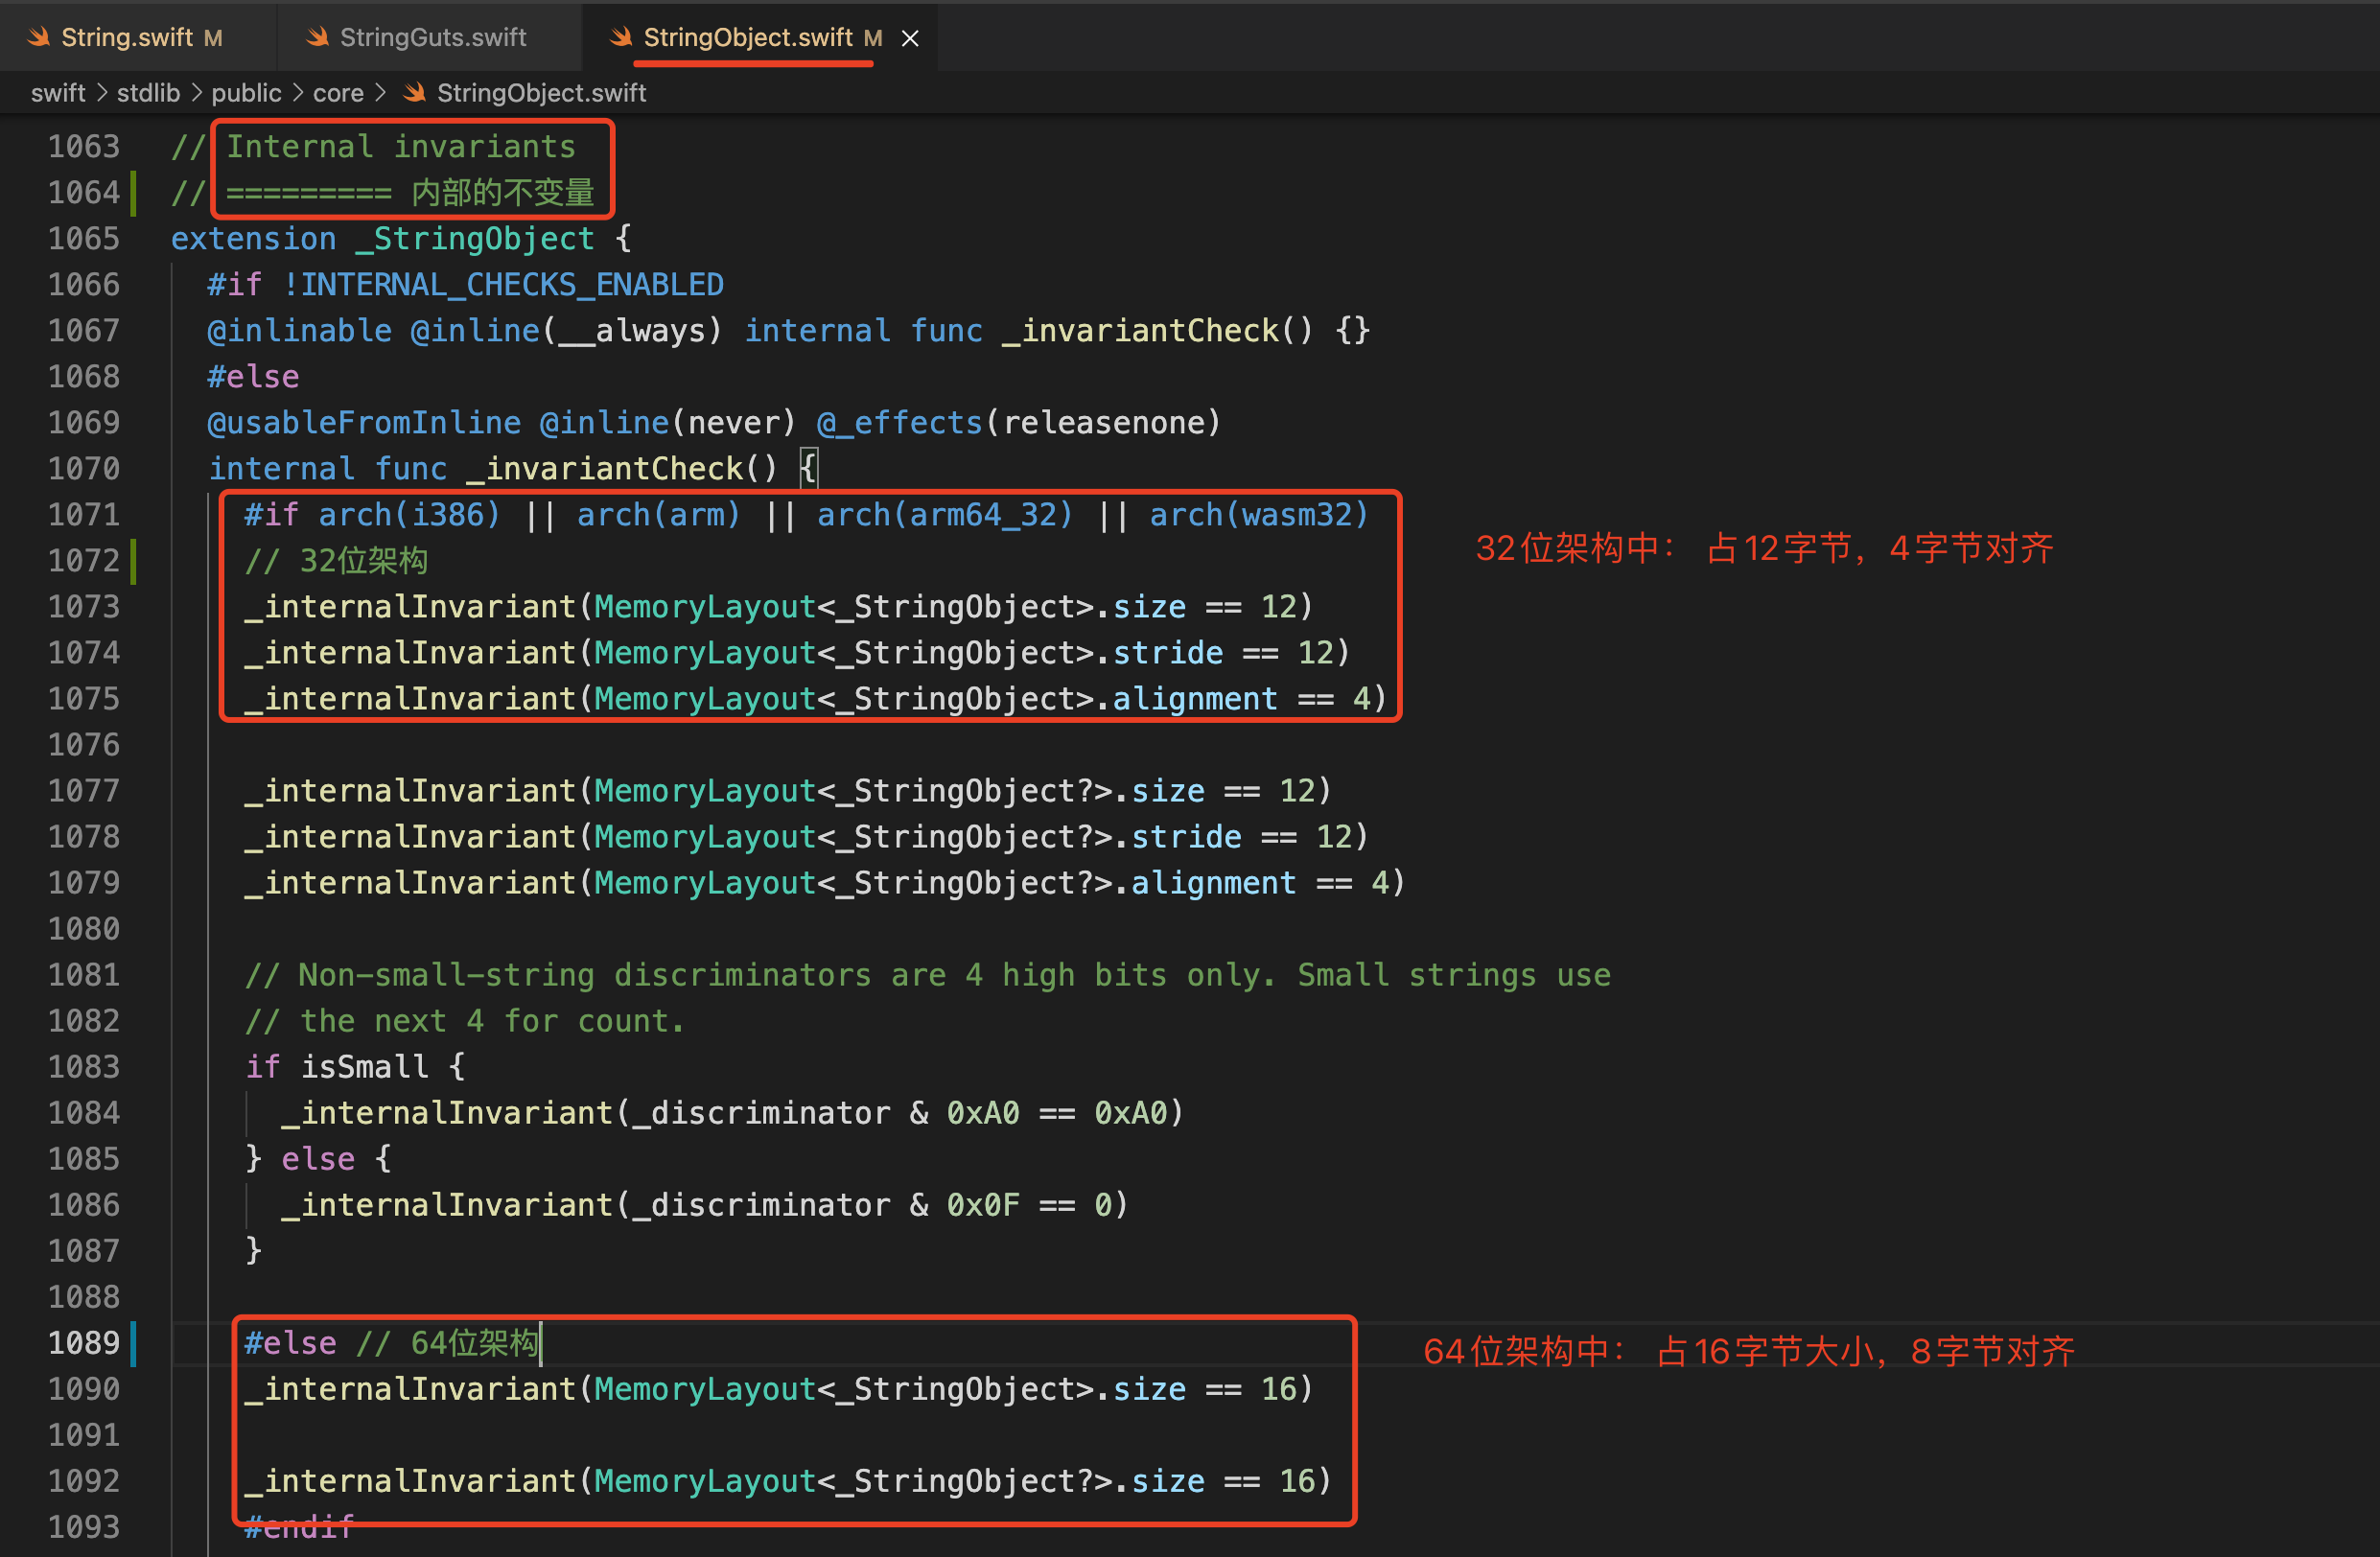 String.swift M StringGuts.swift StringObject.swift M ×
swift > stdlib > public > core > StringObject.swift
1063 // Internal invariants
1064 // ========= 内部的不变量
1065 extension _StringObject {
1066 #if !INTERNAL_CHECKS_ENABLED
1067 @inlinable @inline(__always) internal func _invariantCheck() {}
1068 #else
1069 @usableFromInline @inline(never) @_effects(releasenone)
1070 internal func _invariantCheck() {
1071 #if arch(i386) || arch(arm) || arch(arm64_32) || arch(wasm32)
32位架构中： 占12字节，4字节对齐
1072 // 32位架构
1073 _internalInvariant(MemoryLayout<_StringObject>.size == 12)
1074 _internalInvariant(MemoryLayout<_StringObject>.stride == 12)
1075 _internalInvariant(MemoryLayout<_StringObject>.alignment == 4)
1076
1077 _internalInvariant(MemoryLayout<_StringObject?>.size == 12)
1078 _internalInvariant(MemoryLayout<_StringObject?>.stride == 12)
1079 _internalInvariant(MemoryLayout<_StringObject?>.alignment == 4)
1080
1081 // Non-small-string discriminators are 4 high bits only. Small strings use
1082 // the next 4 for count.
1083 if isSmall {
1084 _internalInvariant(_discriminator & 0xA0 == 0xA0)
1085 } else {
1086 _internalInvariant(_discriminator & 0x0F == 0)
1087 }
1088
1089 #else // 64位架构
64位架构中： 占16字节大小，8字节对齐
1090 _internalInvariant(MemoryLayout<_StringObject>.size == 16)
1091
1092 _internalInvariant(MemoryLayout<_StringObject?>.size == 16)
1093 #endif